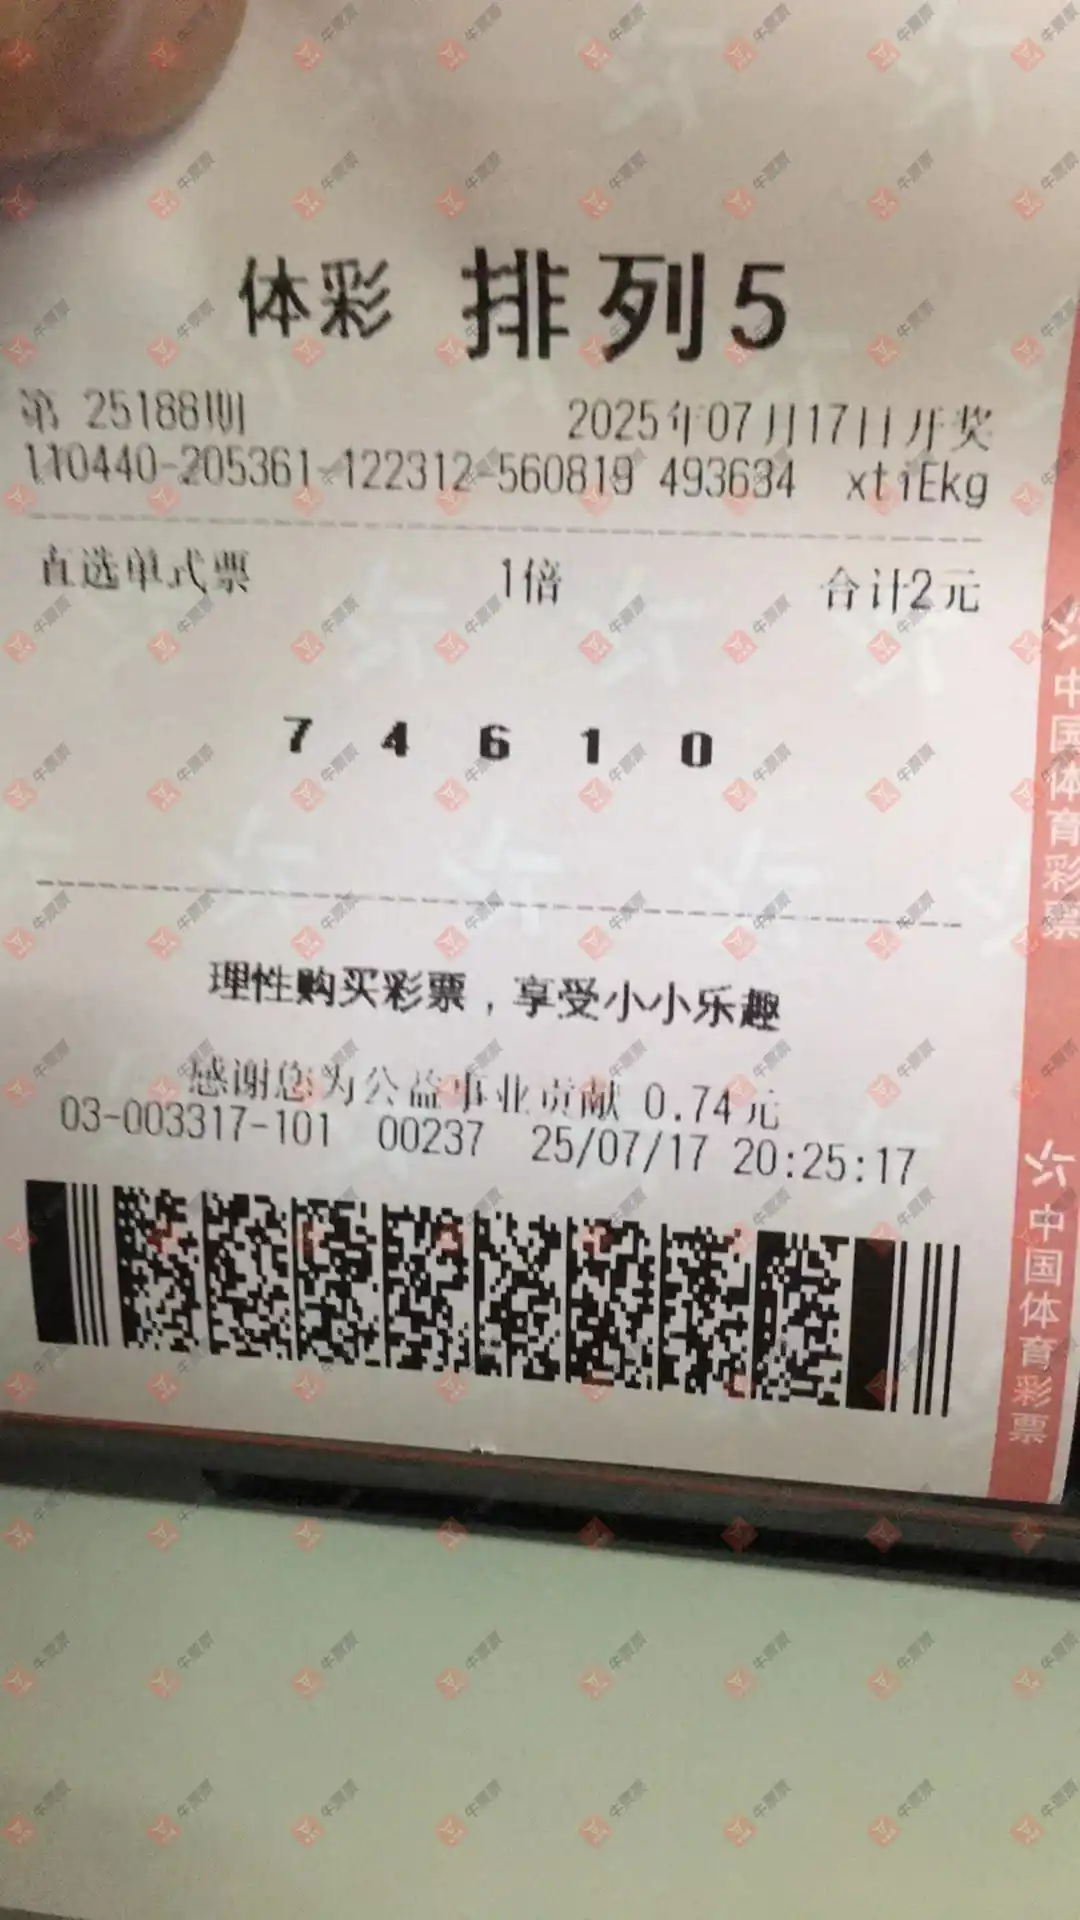 体彩 排列5
第 25188期 2025年07月17日开奖
110440-205361-122312-560819 493634 xtiEkg
直选单式票 1倍 合计2元
7 4 6 1 0
理性购买彩票，享受小小乐趣
感谢您为公益事业贡献 0.74元
03-003317-101 00237 25/07/17 20:25:17
中国体育彩票
中国体育彩票
牛票票